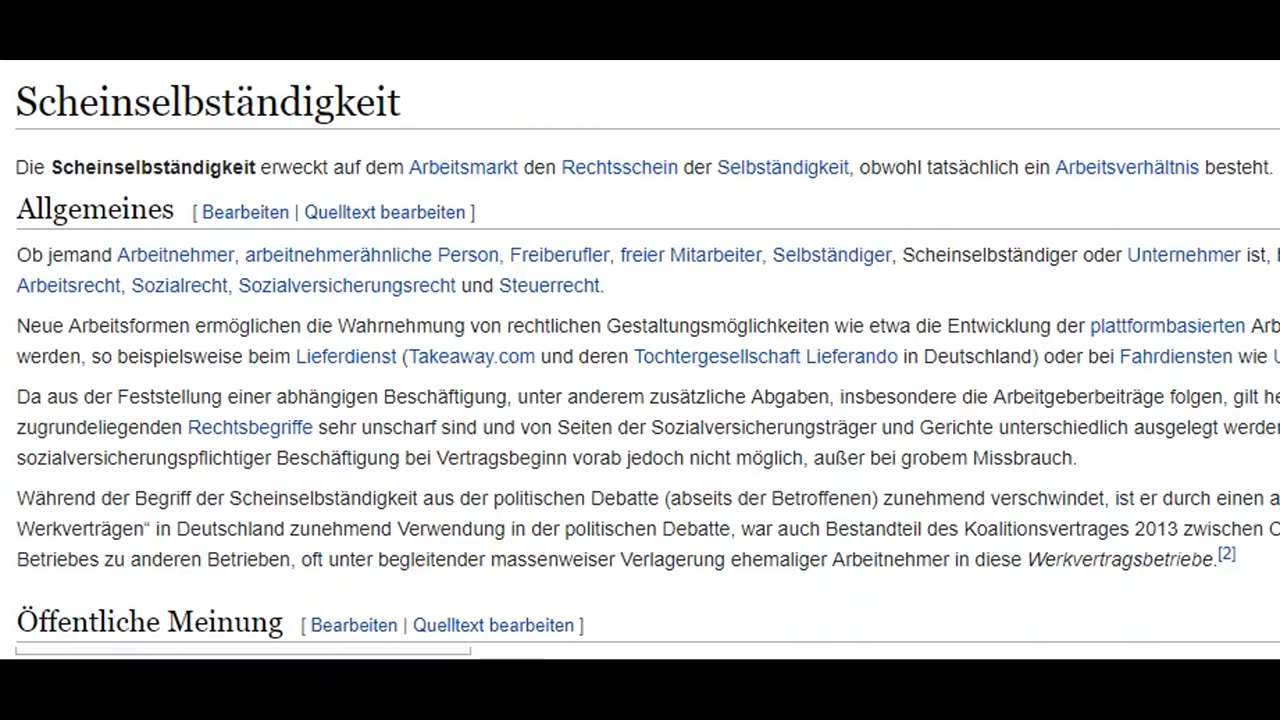 Scheinselbständigkeit
Die Scheinselbständigkeit erweckt auf dem Arbeitsmarkt den Rechtsschein der Selbständigkeit, obwohl tatsächlich ein Arbeitsverhältnis besteht.
Allgemeines [ Bearbeiten | Quelltext bearbeiten ]
Ob jemand Arbeitnehmer, arbeitnehmerähnliche Person, Freiberufler, freier Mitarbeiter, Selbständiger, Scheinselbständiger oder Unternehmer ist,
Arbeitsrecht, Sozialrecht, Sozialversicherungsrecht und Steuerrecht.
Neue Arbeitsformen ermöglichen die Wahrnehmung von rechtlichen Gestaltungsmöglichkeiten wie etwa die Entwicklung der plattformbasierten Arb
werden, so beispielsweise beim Lieferdienst (Takeaway.com und deren Tochtergesellschaft Lieferando in Deutschland) oder bei Fahrdiensten wie
Da aus der Feststellung einer abhängigen Beschäftigung, unter anderem zusätzliche Abgaben, insbesondere die Arbeitgeberbeiträge folgen, gilt he
zugrundeliegenden Rechtsbegriffe sehr unscharf sind und von Seiten der Sozialversicherungsträger und Gerichte unterschiedlich ausgelegt werde
sozialversicherungspflichtiger Beschäftigung bei Vertragsbeginn vorab jedoch nicht möglich, außer bei grobem Missbrauch.
Während der Begriff der Scheinselbständigkeit aus der politischen Debatte (abseits der Betroffenen) zunehmend verschwindet, ist er durch einen a
Werkverträgen“ in Deutschland zunehmend Verwendung in der politischen Debatte, war auch Bestandteil des Koalitionsvertrages 2013 zwischen C
Betriebes zu anderen Betrieben, oft unter begleitender massenweiser Verlagerung ehemaliger Arbeitnehmer in diese Werkvertragsbetriebe.[2]
Öffentliche Meinung [ Bearbeiten | Quelltext bearbeiten ]